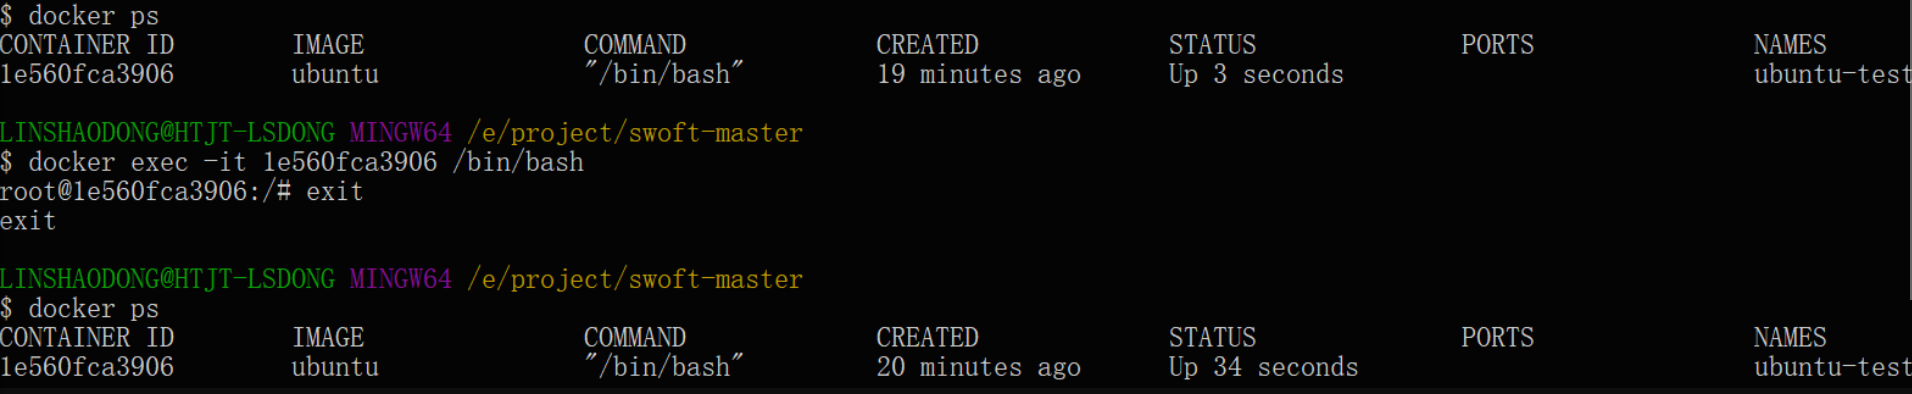 $ docker ps
CONTAINER ID IMAGE COMMAND CREATED STATUS PORTS NAMES
1e560fca3906 ubuntu "/bin/bash" 19 minutes ago Up 3 seconds ubuntu-test
LINSHAODONG@HTJT-LSDONG MINGW64 /e/project/swoft-master
$ docker exec -it 1e560fca3906 /bin/bash
root@1e560fca3906:/# exit
exit
LINSHAODONG@HTJT-LSDONG MINGW64 /e/project/swoft-master
$ docker ps
CONTAINER ID IMAGE COMMAND CREATED STATUS PORTS NAMES
1e560fca3906 ubuntu "/bin/bash" 20 minutes ago Up 34 seconds ubuntu-test